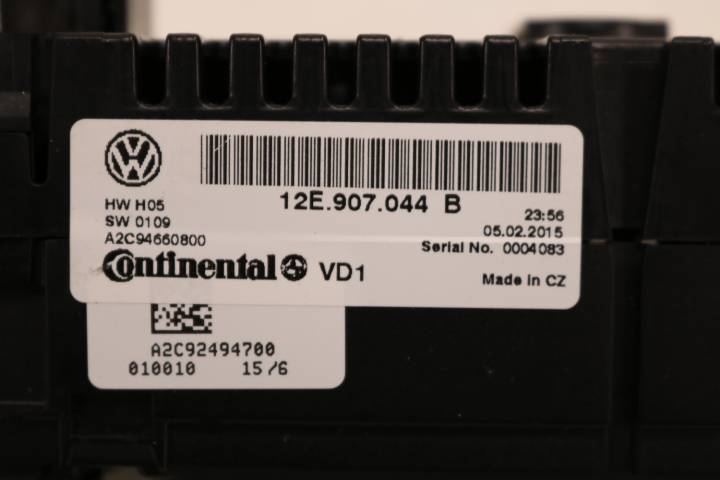 12E.907.044 B
HW H05
SW 0109
A2C94660800
23:56
05.02.2015
Serial No. 0004083
Continental VD1
Made in CZ
A2C92494700
010010 15/6